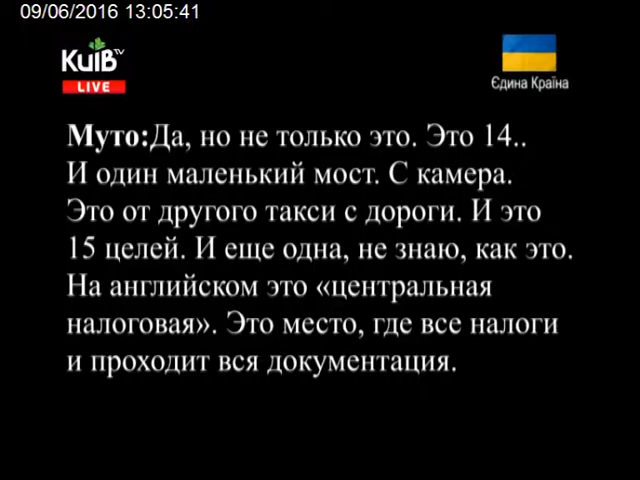 09/06/2016 13:05:41
КиїВ TV
LIVE
Єдина Країна
Муто:Да, но не только это. Это 14..
И один маленький мост. С камера.
Это от другого такси с дороги. И это
15 целей. И еще одна, не знаю, как это.
На английском это «центральная
налоговая». Это место, где все налоги
и проходит вся документация.